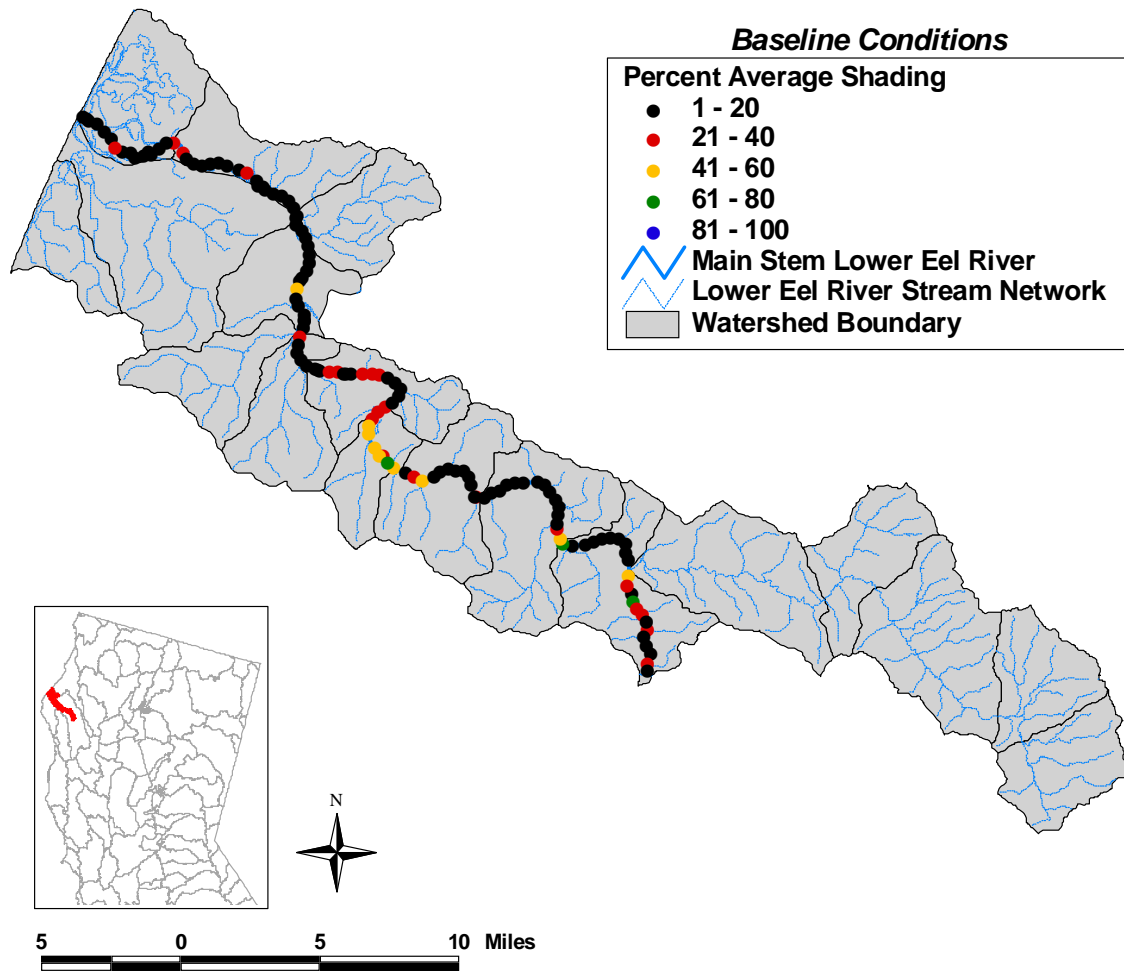 Baseline Conditions
Percent Average Shading
1 - 20
21 - 40
41 - 60
61 - 80
81 - 100
Main Stem Lower Eel River
Lower Eel River Stream Network
Watershed Boundary
N
5 0 5 10 Miles